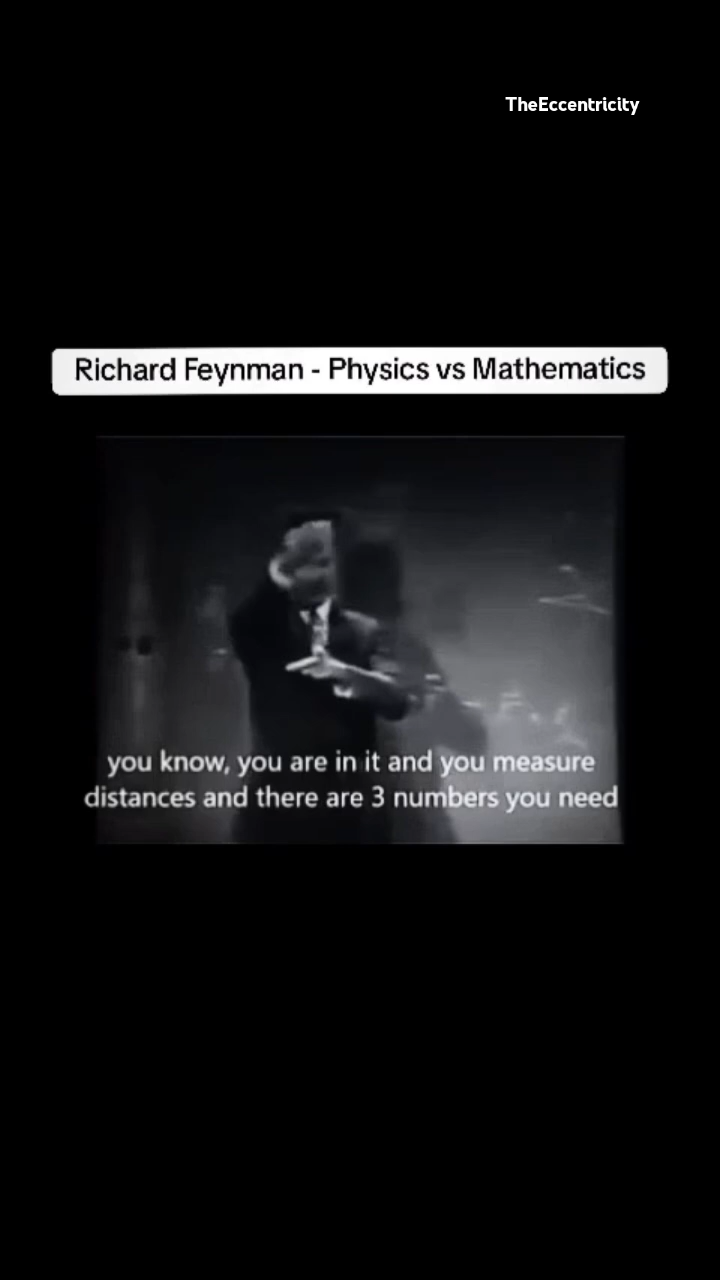 TheEccentricity
Richard Feynman - Physics vs Mathematics
you know, you are in it and you measure
distances and there are 3 numbers you need